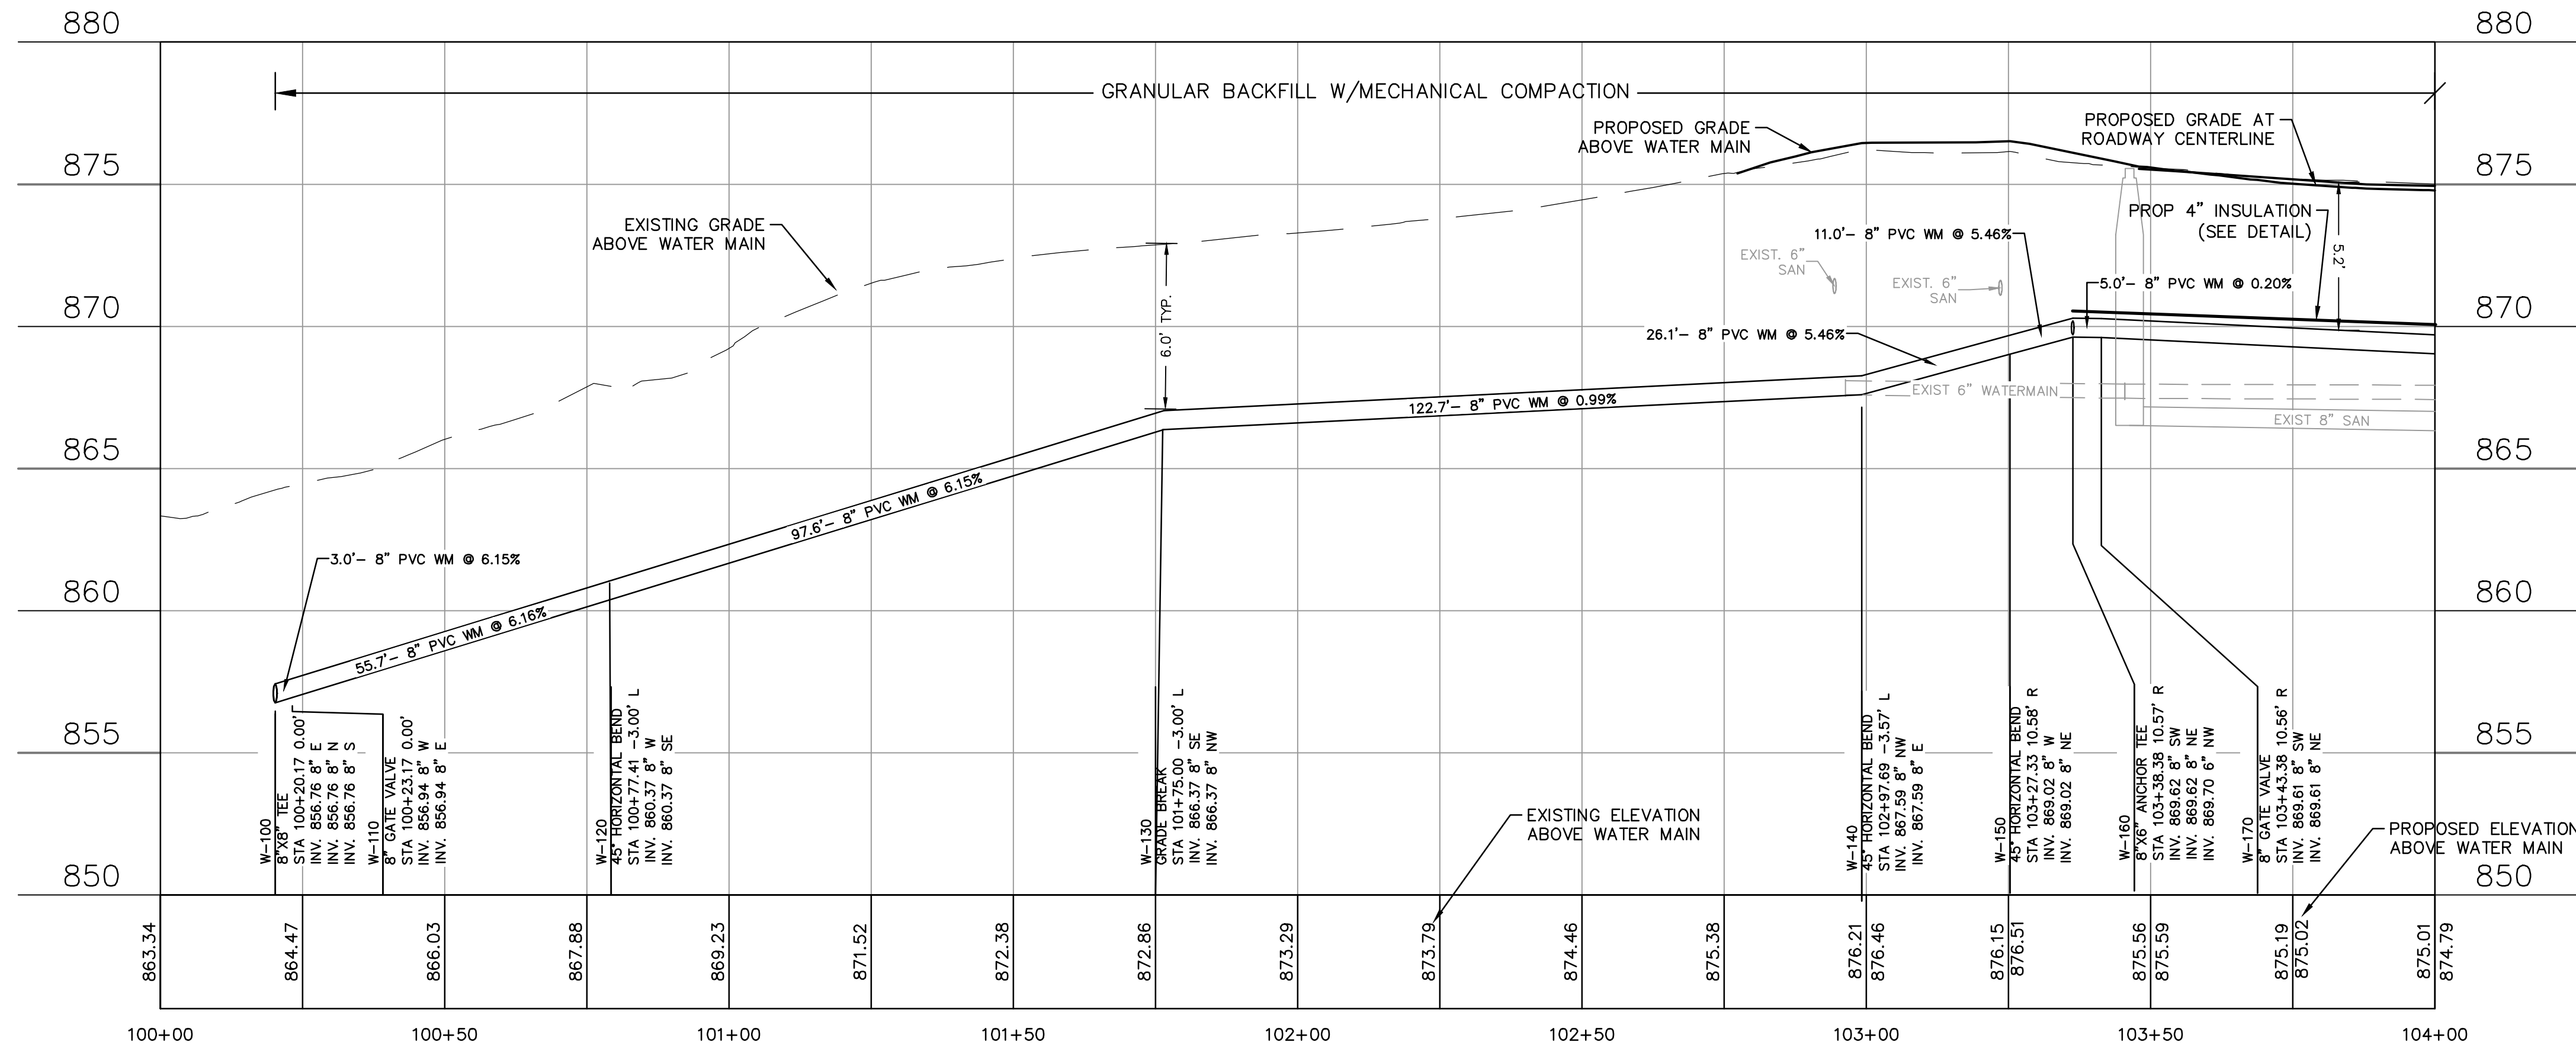 880
875
870
865
860
855
850
880
875
870
865
860
855
850
GRANULAR BACKFILL W/MECHANICAL COMPACTION
PROPOSED GRADE
ABOVE WATER MAIN
PROPOSED GRADE AT
ROADWAY CENTERLINE
EXISTING GRADE
ABOVE WATER MAIN
PROP 4" INSULATION
(SEE DETAIL)
11.0'- 8" PVC WM @ 5.46%
EXIST. 6"
SAN
EXIST. 6"
SAN
5.2'
5.0'- 8" PVC WM @ 0.20%
6.0' TYP.
26.1'- 8" PVC WM @ 5.46%
EXIST 6" WATERMAIN
122.7'- 8" PVC WM @ 0.99%
EXIST 8" SAN
97.6'- 8" PVC WM @ 6.15%
3.0'- 8" PVC WM @ 6.15%
55.7'- 8" PVC WM @ 6.16%
W-100
8"X8" TEE
STA 100+20.17 0.00'
INV. 856.76 8" E
INV. 856.76 8" N
INV. 856.76 8" S
W-110
8" GATE VALVE
STA 100+23.17 0.00'
INV. 856.94 8" W
INV. 856.94 8" E
W-120
45° HORIZONTAL BEND
STA 100+77.41 -3.00' L
INV. 860.37 8" W
INV. 860.37 8" SE
W-130
GRADE BREAK
STA 101+75.00 -3.00' L
INV. 866.37 8" SE
INV. 866.37 8" NW
W-140
45° HORIZONTAL BEND
STA 102+97.69 -3.57' L
INV. 867.59 8" NW
INV. 867.59 8" E
W-150
45° HORIZONTAL BEND
STA 103+27.33 10.58' R
INV. 869.02 8" W
INV. 869.02 8" NE
W-160
8"X6" ANCHOR TEE
STA 103+38.38 10.57' R
INV. 869.62 8" SW
INV. 869.62 8" NE
INV. 869.70 6" NW
W-170
8" GATE VALVE
STA 103+43.38 10.56' R
INV. 869.61 8" SW
INV. 869.61 8" NE
EXISTING ELEVATION
ABOVE WATER MAIN
PROPOSED ELEVATION
ABOVE WATER MAIN
863.34
864.47
866.03
867.88
869.23
871.52
872.38
872.86
873.29
873.79
874.46
875.38
876.21
876.46
876.15
876.51
875.56
875.59
875.19
875.02
875.01
874.79
100+00
100+50
101+00
101+50
102+00
102+50
103+00
103+50
104+00